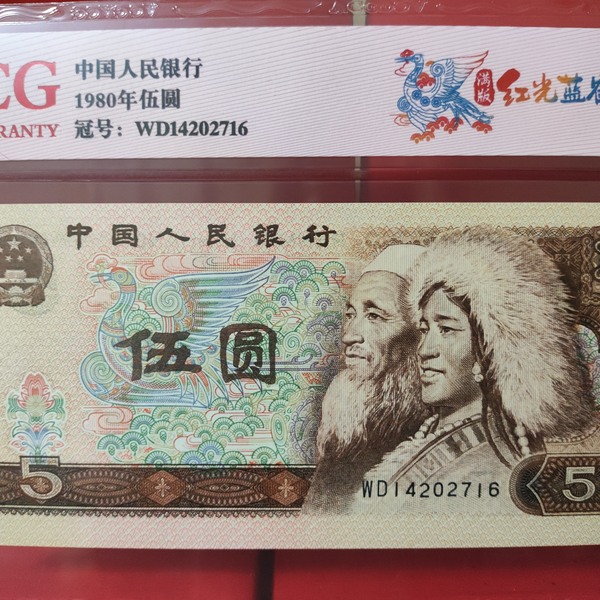 CG
RRANTY
中国人民银行
1980年伍圆
冠号：WD14202716
满版
红光蓝
中国人民银行
伍圆
WD14202716
5
5